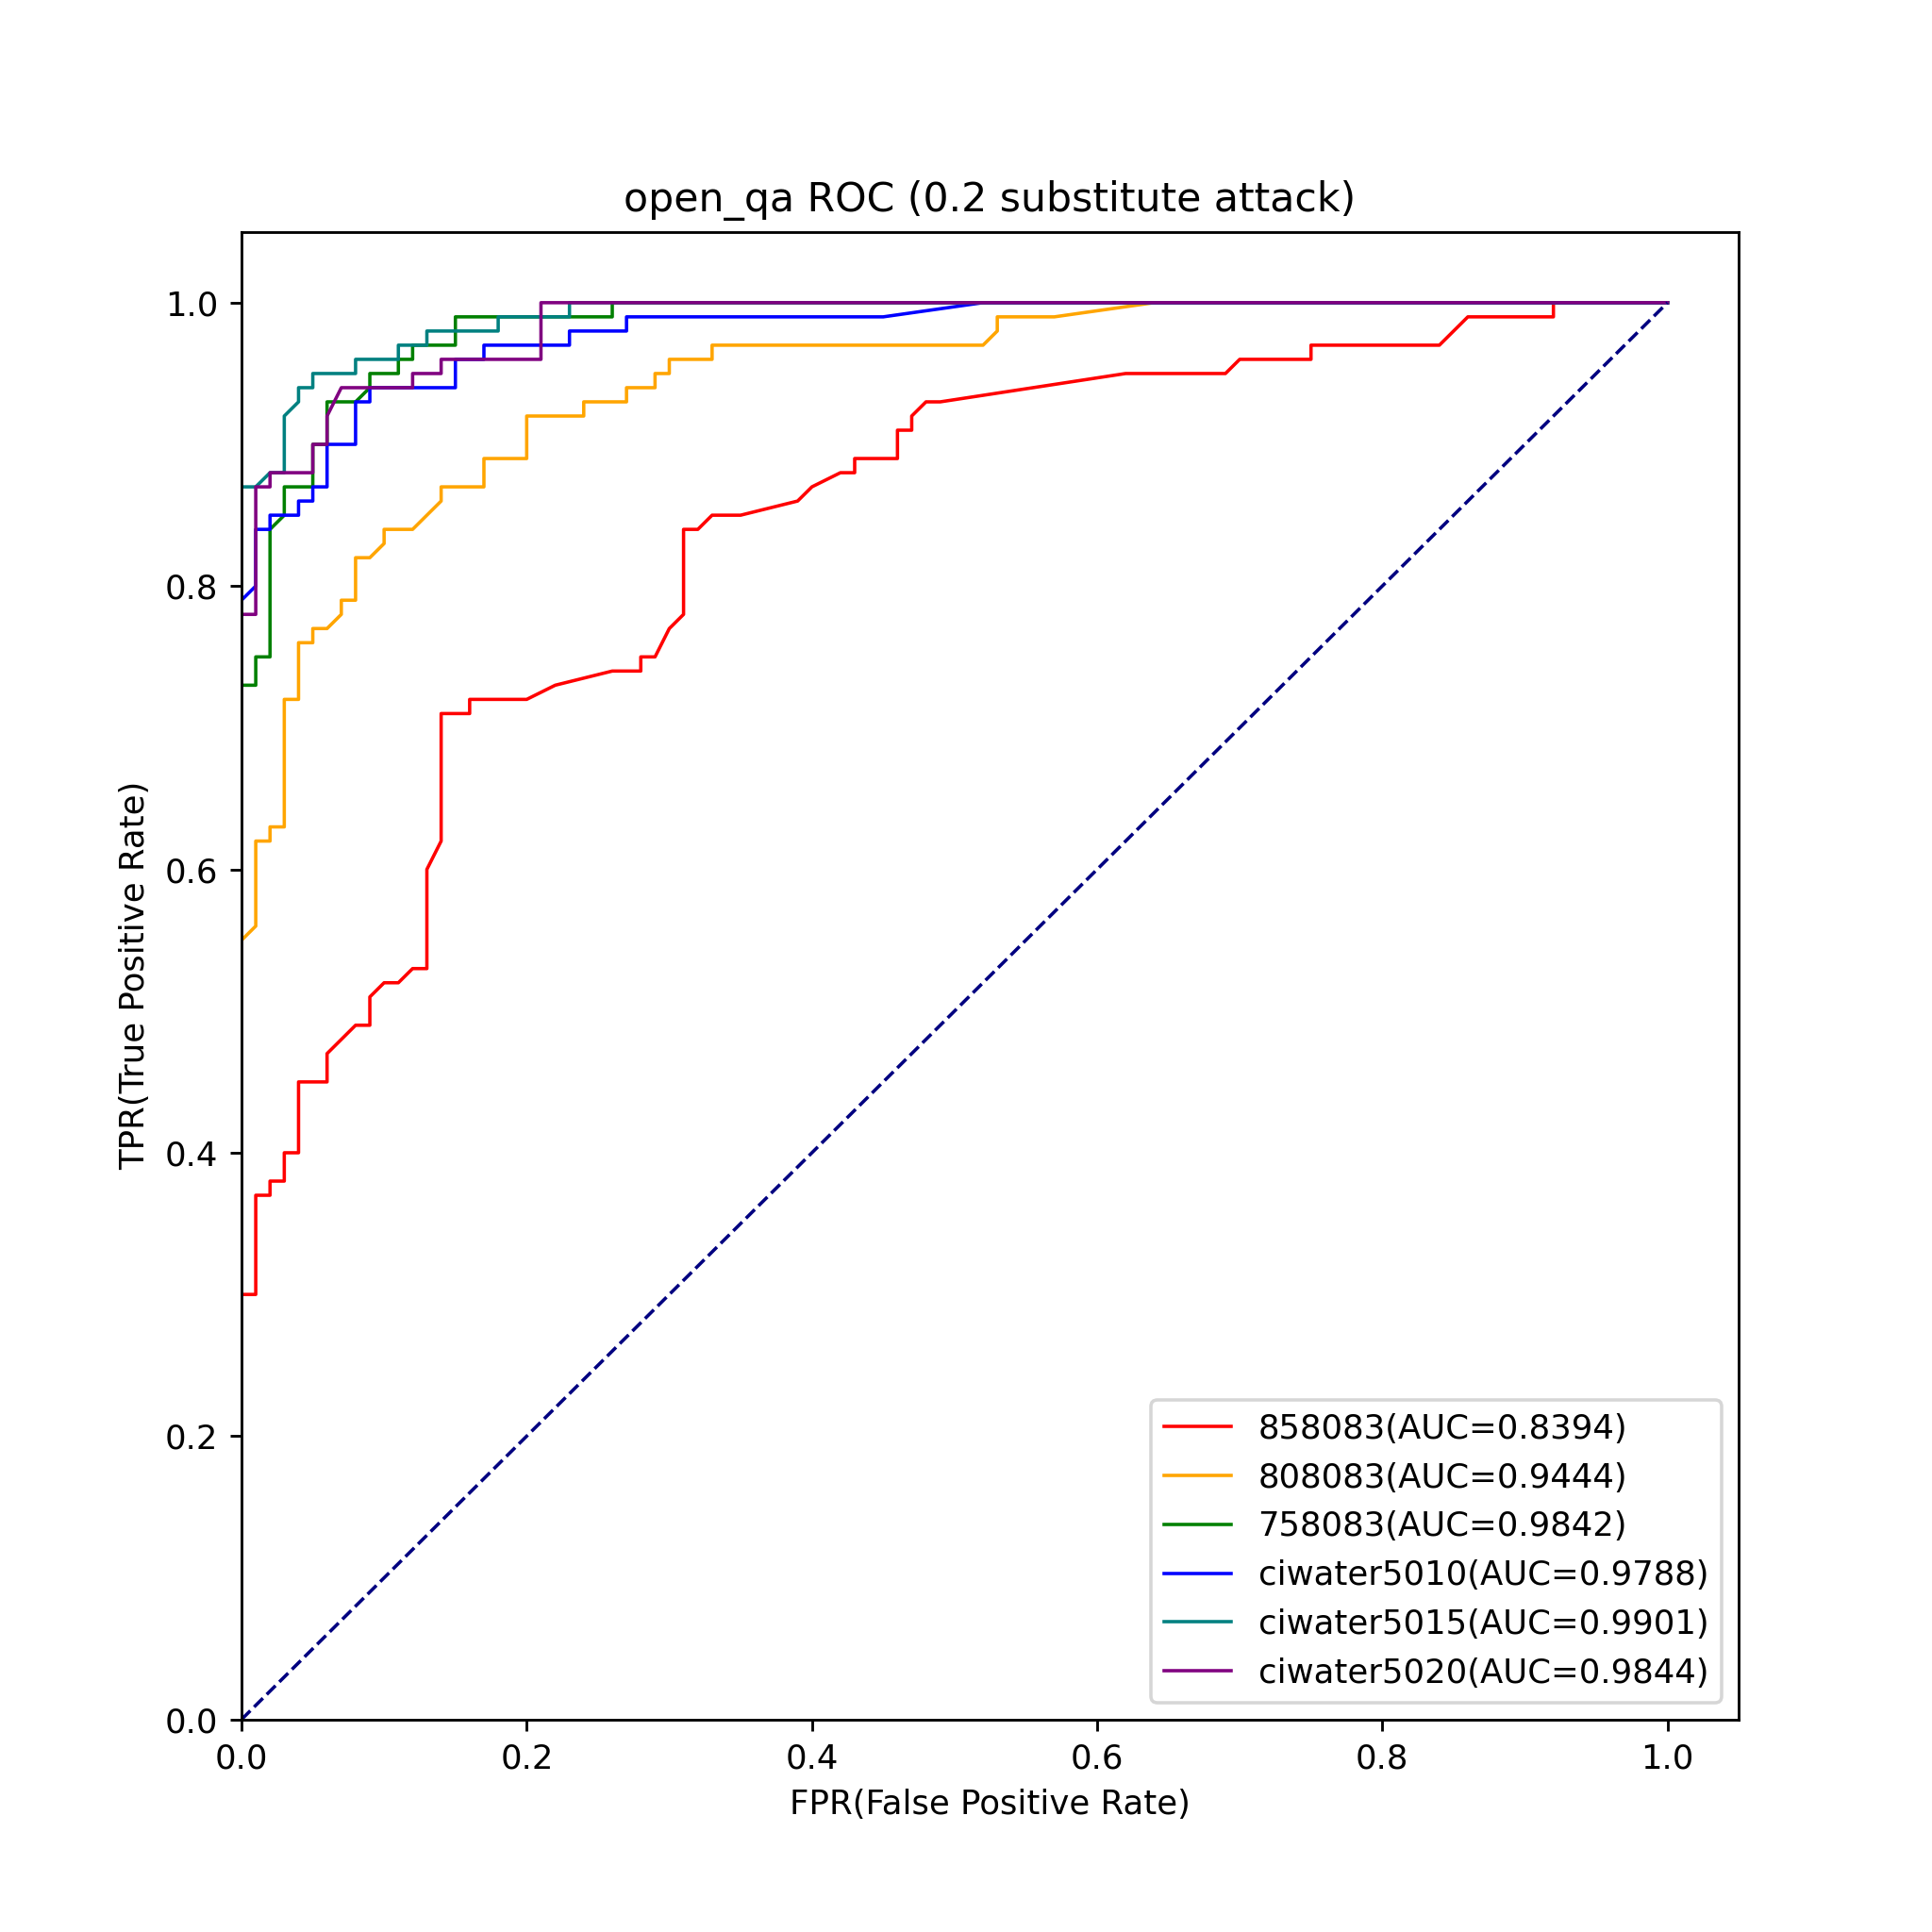 open_qa ROC (0.2 substitute attack)
1.0
0.8
0.6
0.4
0.2
0.0
TPR(True Positive Rate)
0.0 0.2 0.4 0.6 0.8 1.0
FPR(False Positive Rate)
858083(AUC=0.8394)
808083(AUC=0.9444)
758083(AUC=0.9842)
ciwater5010(AUC=0.9788)
ciwater5015(AUC=0.9901)
ciwater5020(AUC=0.9844)